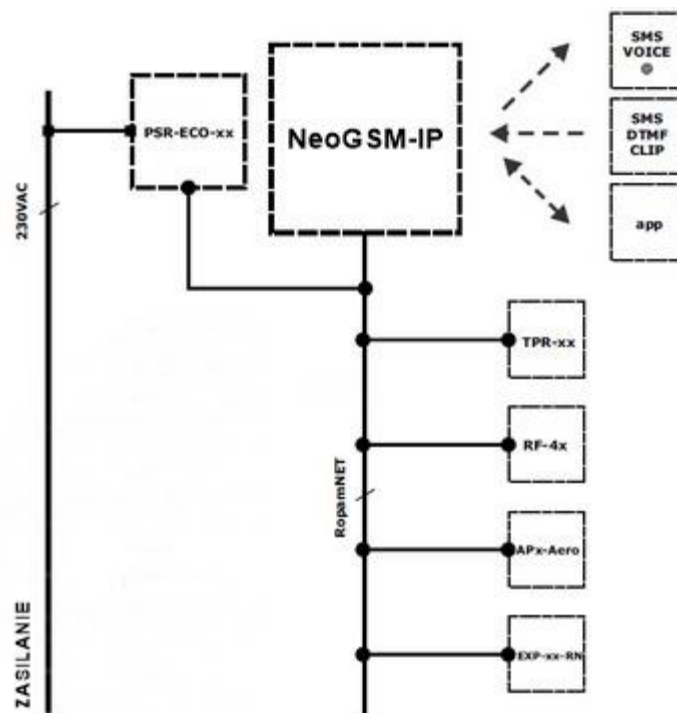 SMS
VOICE
PSR-ECO-xx
NeoGSM-IP
SMS
DTMF
CLIP
230VAC
app
TPR-xx
RF-4x
RopamNET
APx-Aero
EXP-xx-RN
ZASILANIE